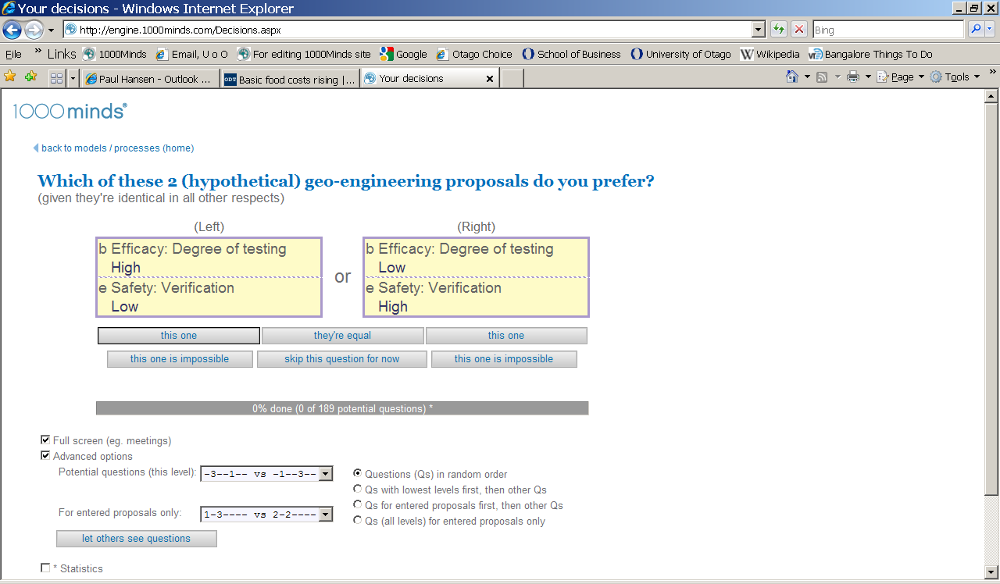 Your decisions - Windows Internet Explorer
http://engine.1000minds.com/Decisions.aspx
Bing
File » Links 1000Minds Email, U o O For editing 1000Minds site Google Otago Choice School of Business University of Otago Wikipedia Bangalore Things To Do
Paul Hansen - Outlook ... ODT Basic food costs rising |... Your decisions x Page Tools »
1000minds®
back to models / processes (home)
Which of these 2 (hypothetical) geo-engineering proposals do you prefer?
(given they're identical in all other respects)
(Left) (Right)
b Efficacy: Degree of testing b Efficacy: Degree of testing
High Low
or
e Safety: Verification e Safety: Verification
Low High
this one they're equal this one
this one is impossible skip this question for now this one is impossible
0% done (0 of 189 potential questions) *
Full screen (eg. meetings)
Advanced options
Potential questions (this level): -3--1-- vs -1--3-- Questions (Qs) in random order
Qs with lowest levels first, then other Qs
For entered proposals only: 1-3---- vs 2-2---- Qs for entered proposals first, then other Qs
Qs (all levels) for entered proposals only
let others see questions
* Statistics